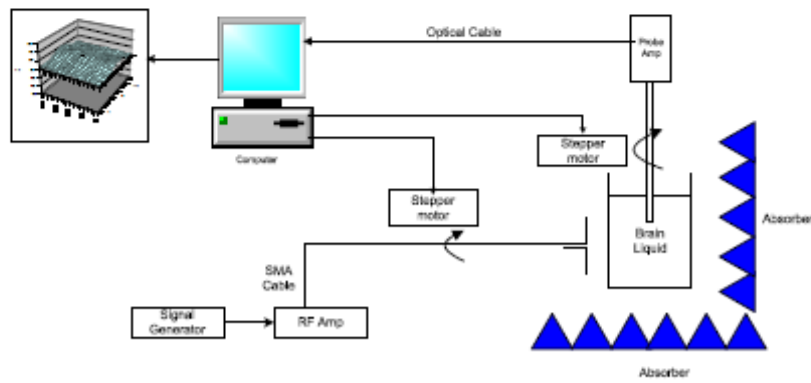 Optical Cable
Probe
Amp
Computer
Stepper
motor
Stepper
motor
Brain
Liquid
Absorber
SMA
Cable
Signal
Generator
RF Amp
Absorber